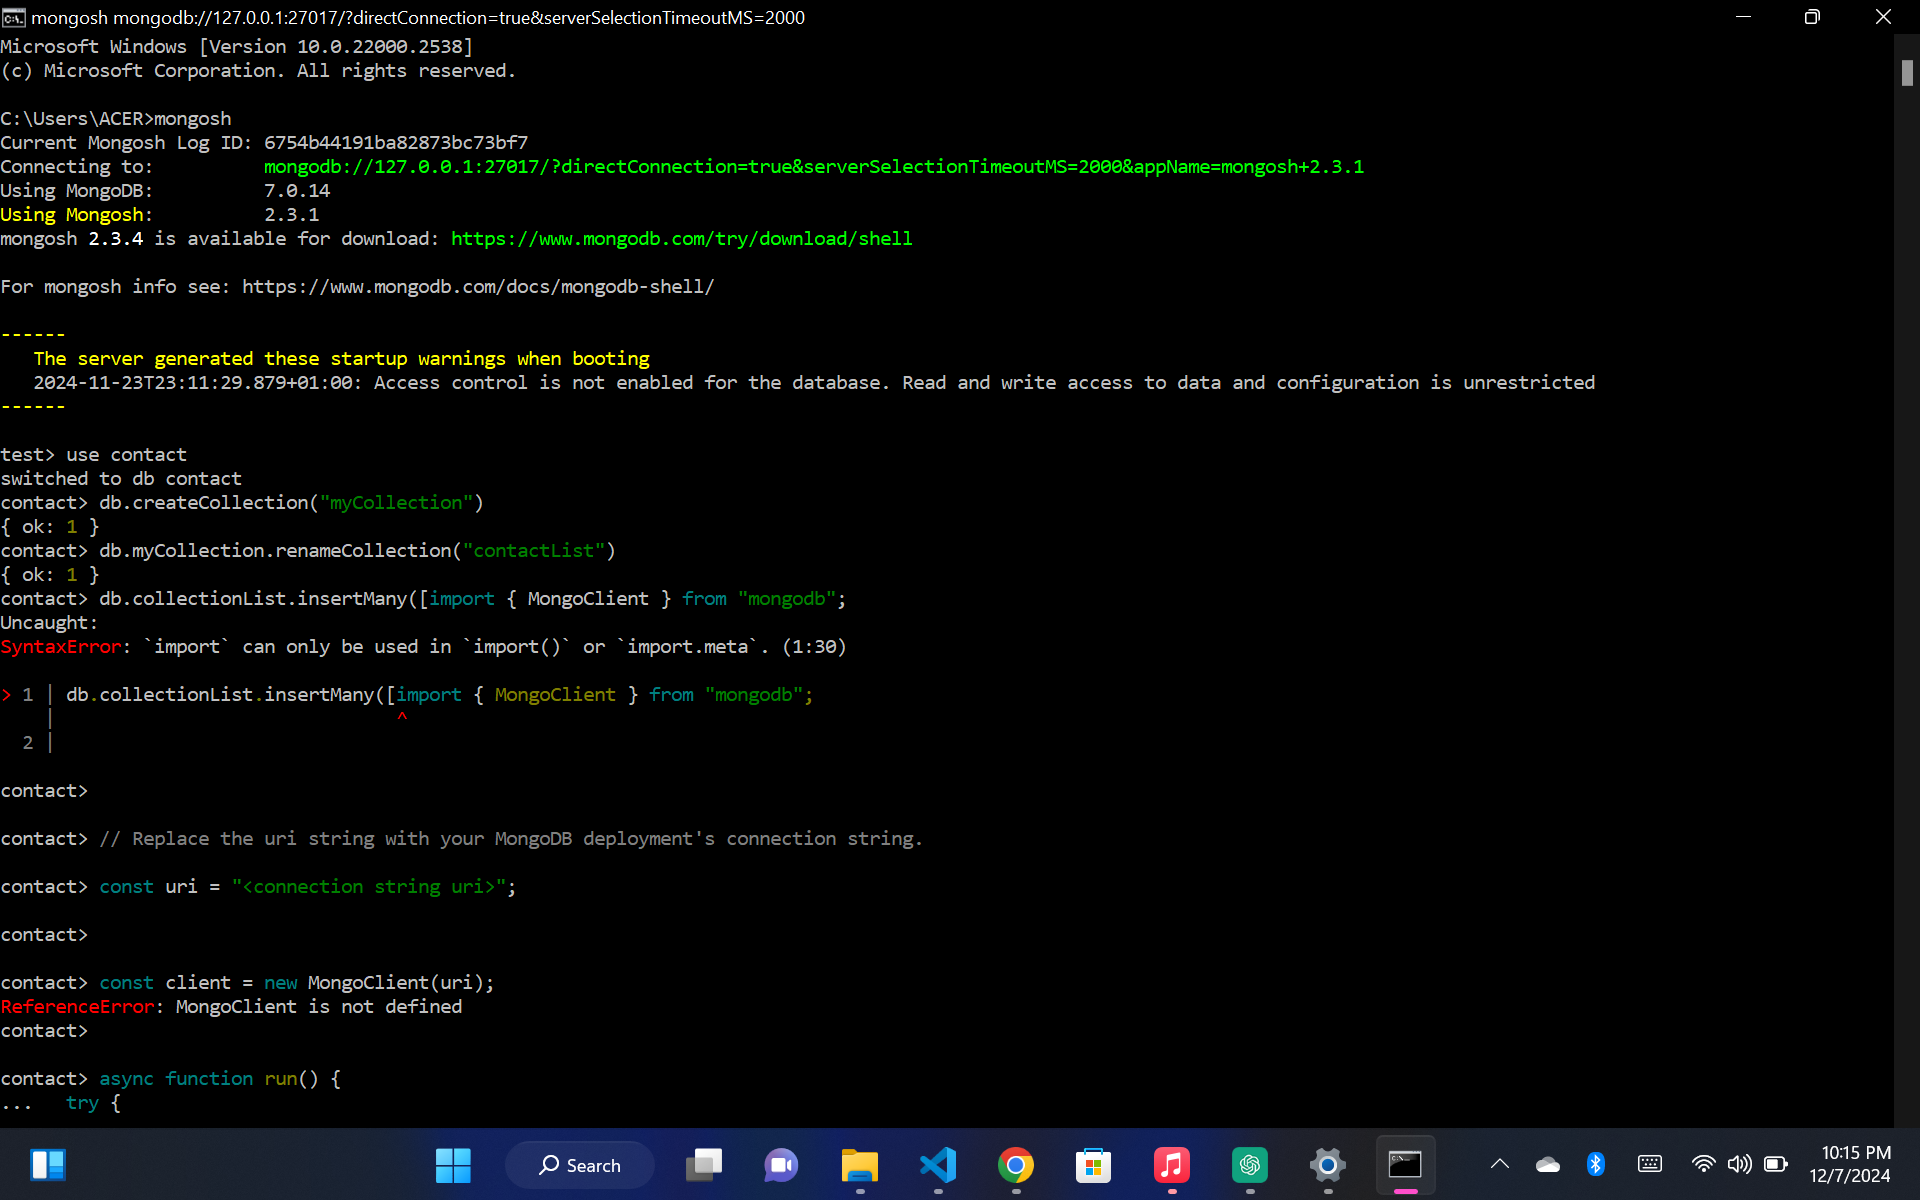 mongosh mongodb://127.0.0.1:27017/?directConnection=true&serverSelectionTimeoutMS=2000
Microsoft Windows [Version 10.0.22000.2538]
(c) Microsoft Corporation. All rights reserved.
C:\Users\ACER>mongosh
Current Mongosh Log ID: 6754b44191ba82873bc73bf7
Connecting to:          mongodb://127.0.0.1:27017/?directConnection=true&serverSelectionTimeoutMS=2000&appName=mongosh+2.3.1
Using MongoDB:          7.0.14
Using Mongosh:          2.3.1
mongosh 2.3.4 is available for download: https://www.mongodb.com/try/download/shell
For mongosh info see: https://www.mongodb.com/docs/mongodb-shell/
------
   The server generated these startup warnings when booting
   2024-11-23T23:11:29.879+01:00: Access control is not enabled for the database. Read and write access to data and configuration is unrestricted
------
test> use contact
switched to db contact
contact> db.createCollection("myCollection")
{ ok: 1 }
contact> db.myCollection.renameCollection("contactList")
{ ok: 1 }
contact> db.collectionList.insertMany([import { MongoClient } from "mongodb";
Uncaught:
SyntaxError: `import` can only be used in `import()` or `import.meta`. (1:30)
> 1 | db.collectionList.insertMany([import { MongoClient } from "mongodb";
    |                               ^
  2 |
contact>
contact> // Replace the uri string with your MongoDB deployment's connection string.
contact> const uri = "<connection string uri>";
contact>
contact> const client = new MongoClient(uri);
ReferenceError: MongoClient is not defined
contact>
contact> async function run() {
...   try {
Search
10:15 PM
12/7/2024